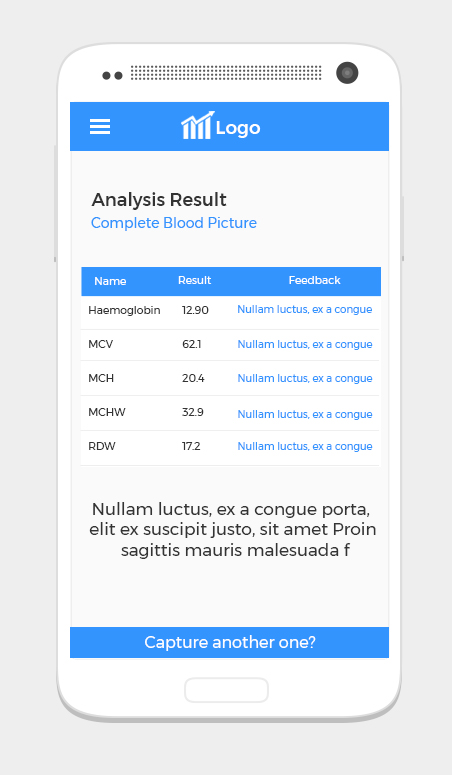 Logo
Analysis Result
Complete Blood Picture
Name Result Feedback
Haemoglobin 12.90 Nullam luctus, ex a congue
MCV 62.1 Nullam luctus, ex a congue
MCH 20.4 Nullam luctus, ex a congue
MCHW 32.9 Nullam luctus, ex a congue
RDW 17.2 Nullam luctus, ex a congue
Nullam luctus, ex a congue porta,
elit ex suscipit justo, sit amet Proin
sagittis mauris malesuada f
Capture another one?